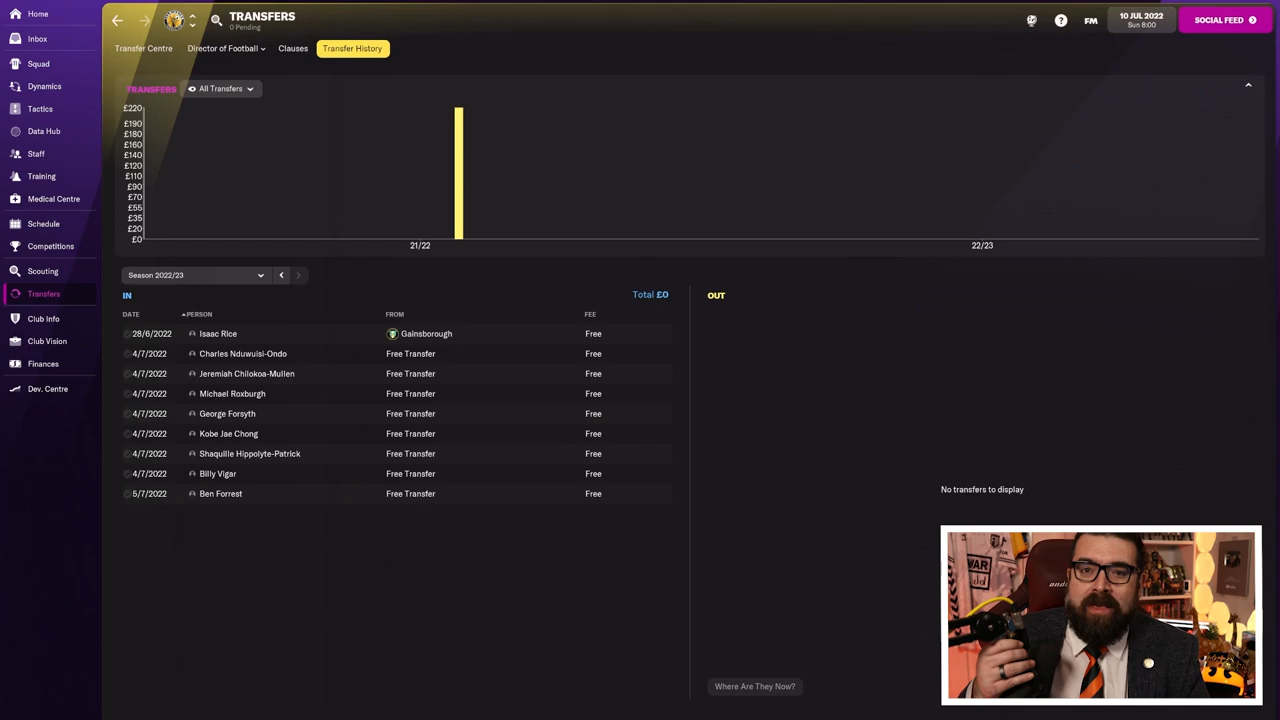 Home
Inbox
Squad
Dynamics
Tactics
Data Hub
Staff
Training
Medical Centre
Schedule
Competitions
Scouting
Transfers
Club Info
Club Vision
Finances
Dev. Centre
TRANSFERS
0 Pending
FM
10 JUL 2022
Sun 8:00
SOCIAL FEED
Transfer Centre
Director of Football
Clauses
Transfer History
TRANSFERS
All Transfers
£220
£190
£180
£160
£140
£120
£110
£90
£70
£55
£35
£20
£0
21/22
22/23
Season 2022/23
IN
Total £0
DATE PERSON FROM FEE
28/6/2022 Isaac Rice Gainsborough Free
4/7/2022 Charles Nduwuisi-Ondo Free Transfer Free
4/7/2022 Jeremiah Chilokoa-Mullen Free Transfer Free
4/7/2022 Michael Roxburgh Free Transfer Free
4/7/2022 George Forsyth Free Transfer Free
4/7/2022 Kobe Jae Chong Free Transfer Free
4/7/2022 Shaquille Hippolyte-Patrick Free Transfer Free
4/7/2022 Billy Vigar Free Transfer Free
5/7/2022 Ben Forrest Free Transfer Free
OUT
No transfers to display
WAR
Where Are They Now?